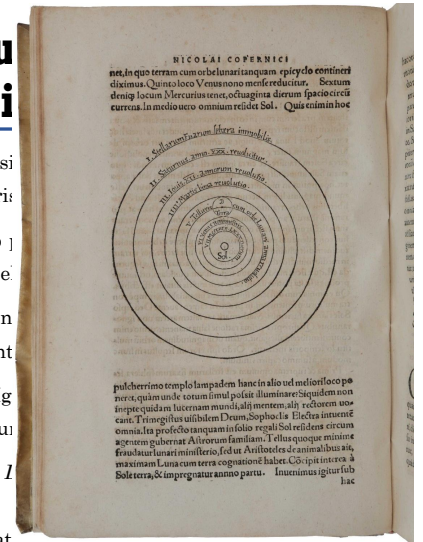 NICOLAI COPERNICI
net, in quo terram cum orbe lunari tanquam epicyclo contineri
diximus. Quinto loco Venus nono mense reducitur. Sextum
deniq; locum Mercurius tenet, octuaginta dierum spacio circũ
currens. In medio uero omnium residet Sol. Quis enim in hoc
I. Stellarum fixarum sphæra immobilis.
II. Saturnus anno. XXX. reuoluitur.
III. Iouis. XII. annorum reuolutio.
IIII. Martis bima reuolutio.
V. Telluris
cum orbe lunari
annua reuolutio
Terra
Sol.
pulcherrimo templo lampadem hanc in alio uel meliori loco po
neret, quàm unde totum simul possit illuminare? Siquidem non
inepte quidam lucernam mundi, alij mentem, alij rectorem uo-
cant. Trimegistus uisibilem Deum, Sophoclis Electra intuentẽ
omnia. Ita profecto tanquam in solio regali Sol residens circum
agentem gubernat Astrorum familiam. Tellus quoque minime
fraudatur lunari ministerio, sed ut Aristoteles de animalibus ait,
maximam Luna cum terra cognationẽ habet. Cõcipit interea à
Sole terra, & impregnatur annno partu. Inuenimus igitur sub
hac